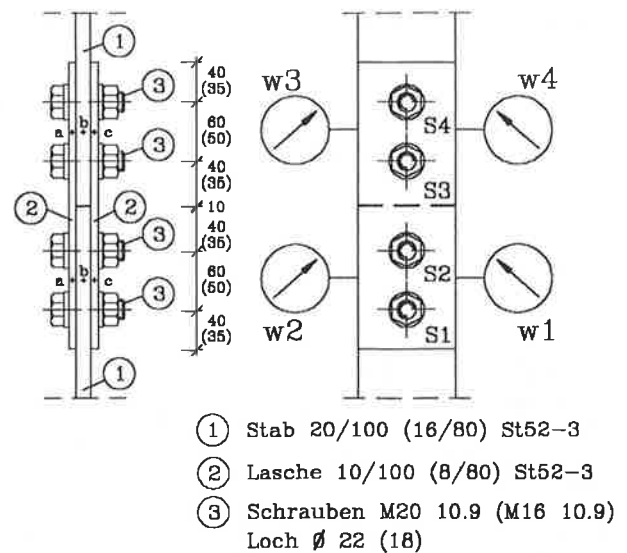 1
3
3
2
2
3
3
1
a b c
a b c
40
(35)
60
(50)
40
(35)
10
40
(35)
60
(50)
40
(35)
w3
w4
S4
S3
S2
S1
w2
w1
1 Stab 20/100 (16/80) St52-3
2 Lasche 10/100 (8/80) St52-3
3 Schrauben M20 10.9 (M16 10.9)
Loch Ø 22 (18)